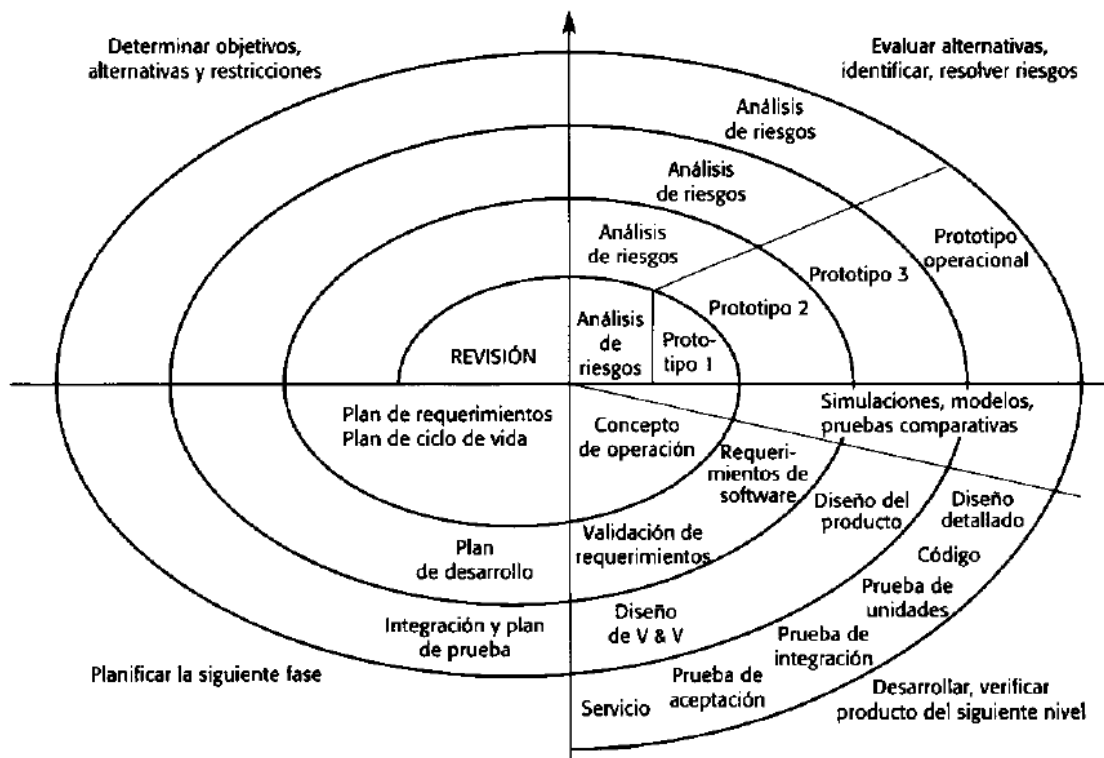 Determinar objetivos,
alternativas y restricciones
Evaluar alternativas,
identificar, resolver riesgos
Análisis
de riesgos
Análisis
de riesgos
Análisis
de riesgos
Análisis
de
riesgos
Proto-
tipo 1
Prototipo 2
Prototipo 3
Prototipo
operacional
REVISIÓN
Plan de requerimientos
Plan de ciclo de vida
Concepto
de operación
Simulaciones, modelos,
pruebas comparativas
Requeri-
mientos de
software
Diseño del
producto
Diseño
detallado
Código
Prueba de
unidades
Validación de
requerimientos
Plan
de desarrollo
Integración y plan
de prueba
Diseño
de V & V
Prueba de
integración
Prueba de
aceptación
Servicio
Planificar la siguiente fase
Desarrollar, verificar
producto del siguiente nivel